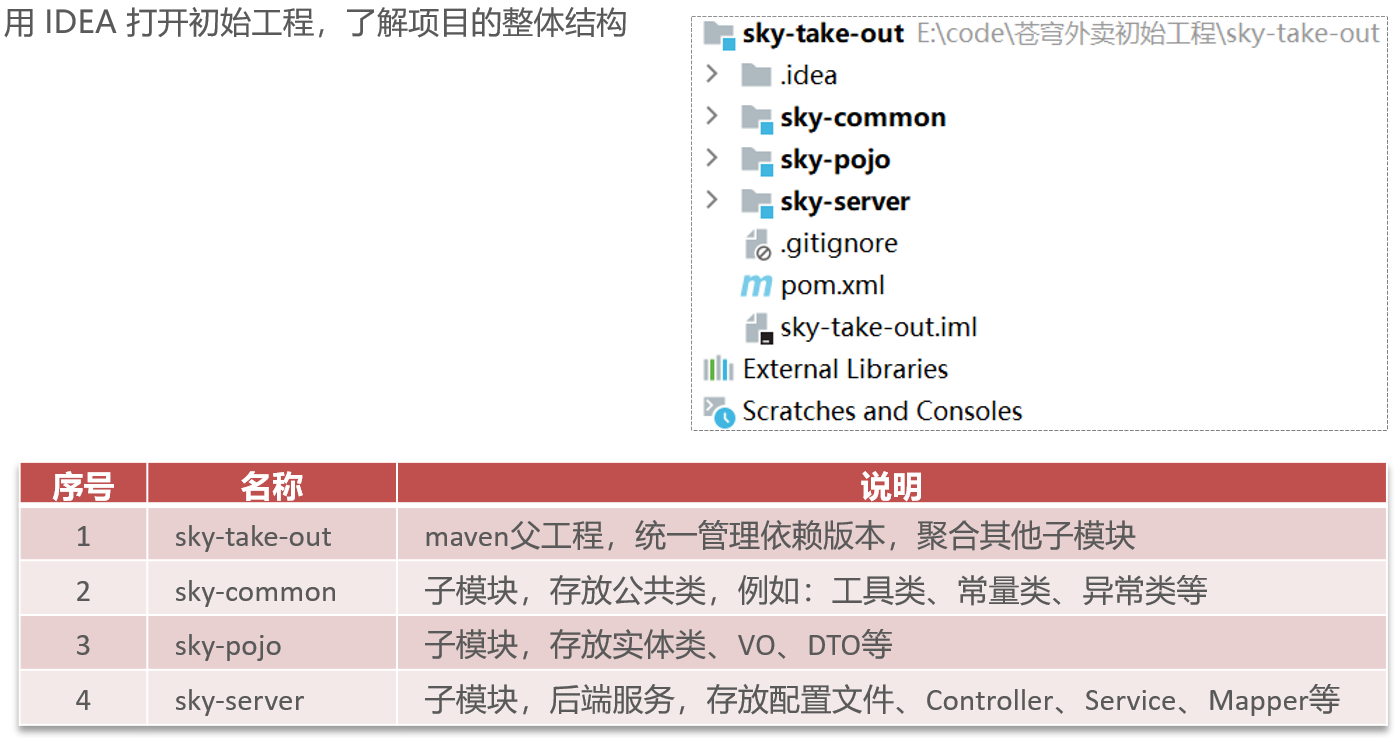 用 IDEA 打开初始工程，了解项目的整体结构
sky-take-out E:\code\苍穹外卖初始工程\sky-take-out
.idea
sky-common
sky-pojo
sky-server
.gitignore
pom.xml
sky-take-out.iml
External Libraries
Scratches and Consoles
序号 名称 说明
1 sky-take-out maven父工程，统一管理依赖版本，聚合其他子模块
2 sky-common 子模块，存放公共类，例如：工具类、常量类、异常类等
3 sky-pojo 子模块，存放实体类、VO、DTO等
4 sky-server 子模块，后端服务，存放配置文件、Controller、Service、Mapper等